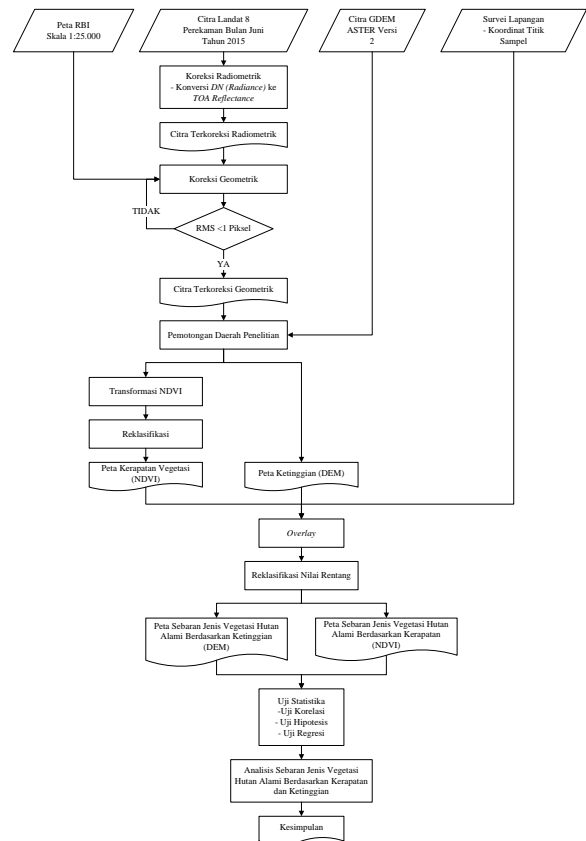 Peta RBI
Skala 1:25.000
Citra Landat 8
Perekaman Bulan Juni
Tahun 2015
Citra GDEM
ASTER Versi
2
Survei Lapangan
- Koordinat Titik
Sampel
Koreksi Radiometrik
- Konversi DN (Radiance) ke
TOA Reflectance
Citra Terkoreksi Radiometrik
Koreksi Geometrik
TIDAK
RMS <1 Piksel
YA
Citra Terkoreksi Geometrik
Pemotongan Daerah Penelitian
Transformasi NDVI
Reklasifikasi
Peta Kerapatan Vegetasi
(NDVI)
Peta Ketinggian (DEM)
Overlay
Reklasifikasi Nilai Rentang
Peta Sebaran Jenis Vegetasi Hutan
Alami Berdasarkan Ketinggian
(DEM)
Peta Sebaran Jenis Vegetasi Hutan
Alami Berdasarkan Kerapatan
(NDVI)
Uji Statistika
-Uji Korelasi
- Uji Hipotesis
- Uji Regresi
Analisis Sebaran Jenis Vegetasi
Hutan Alami Berdasarkan Kerapatan
dan Ketinggian
Kesimpulan